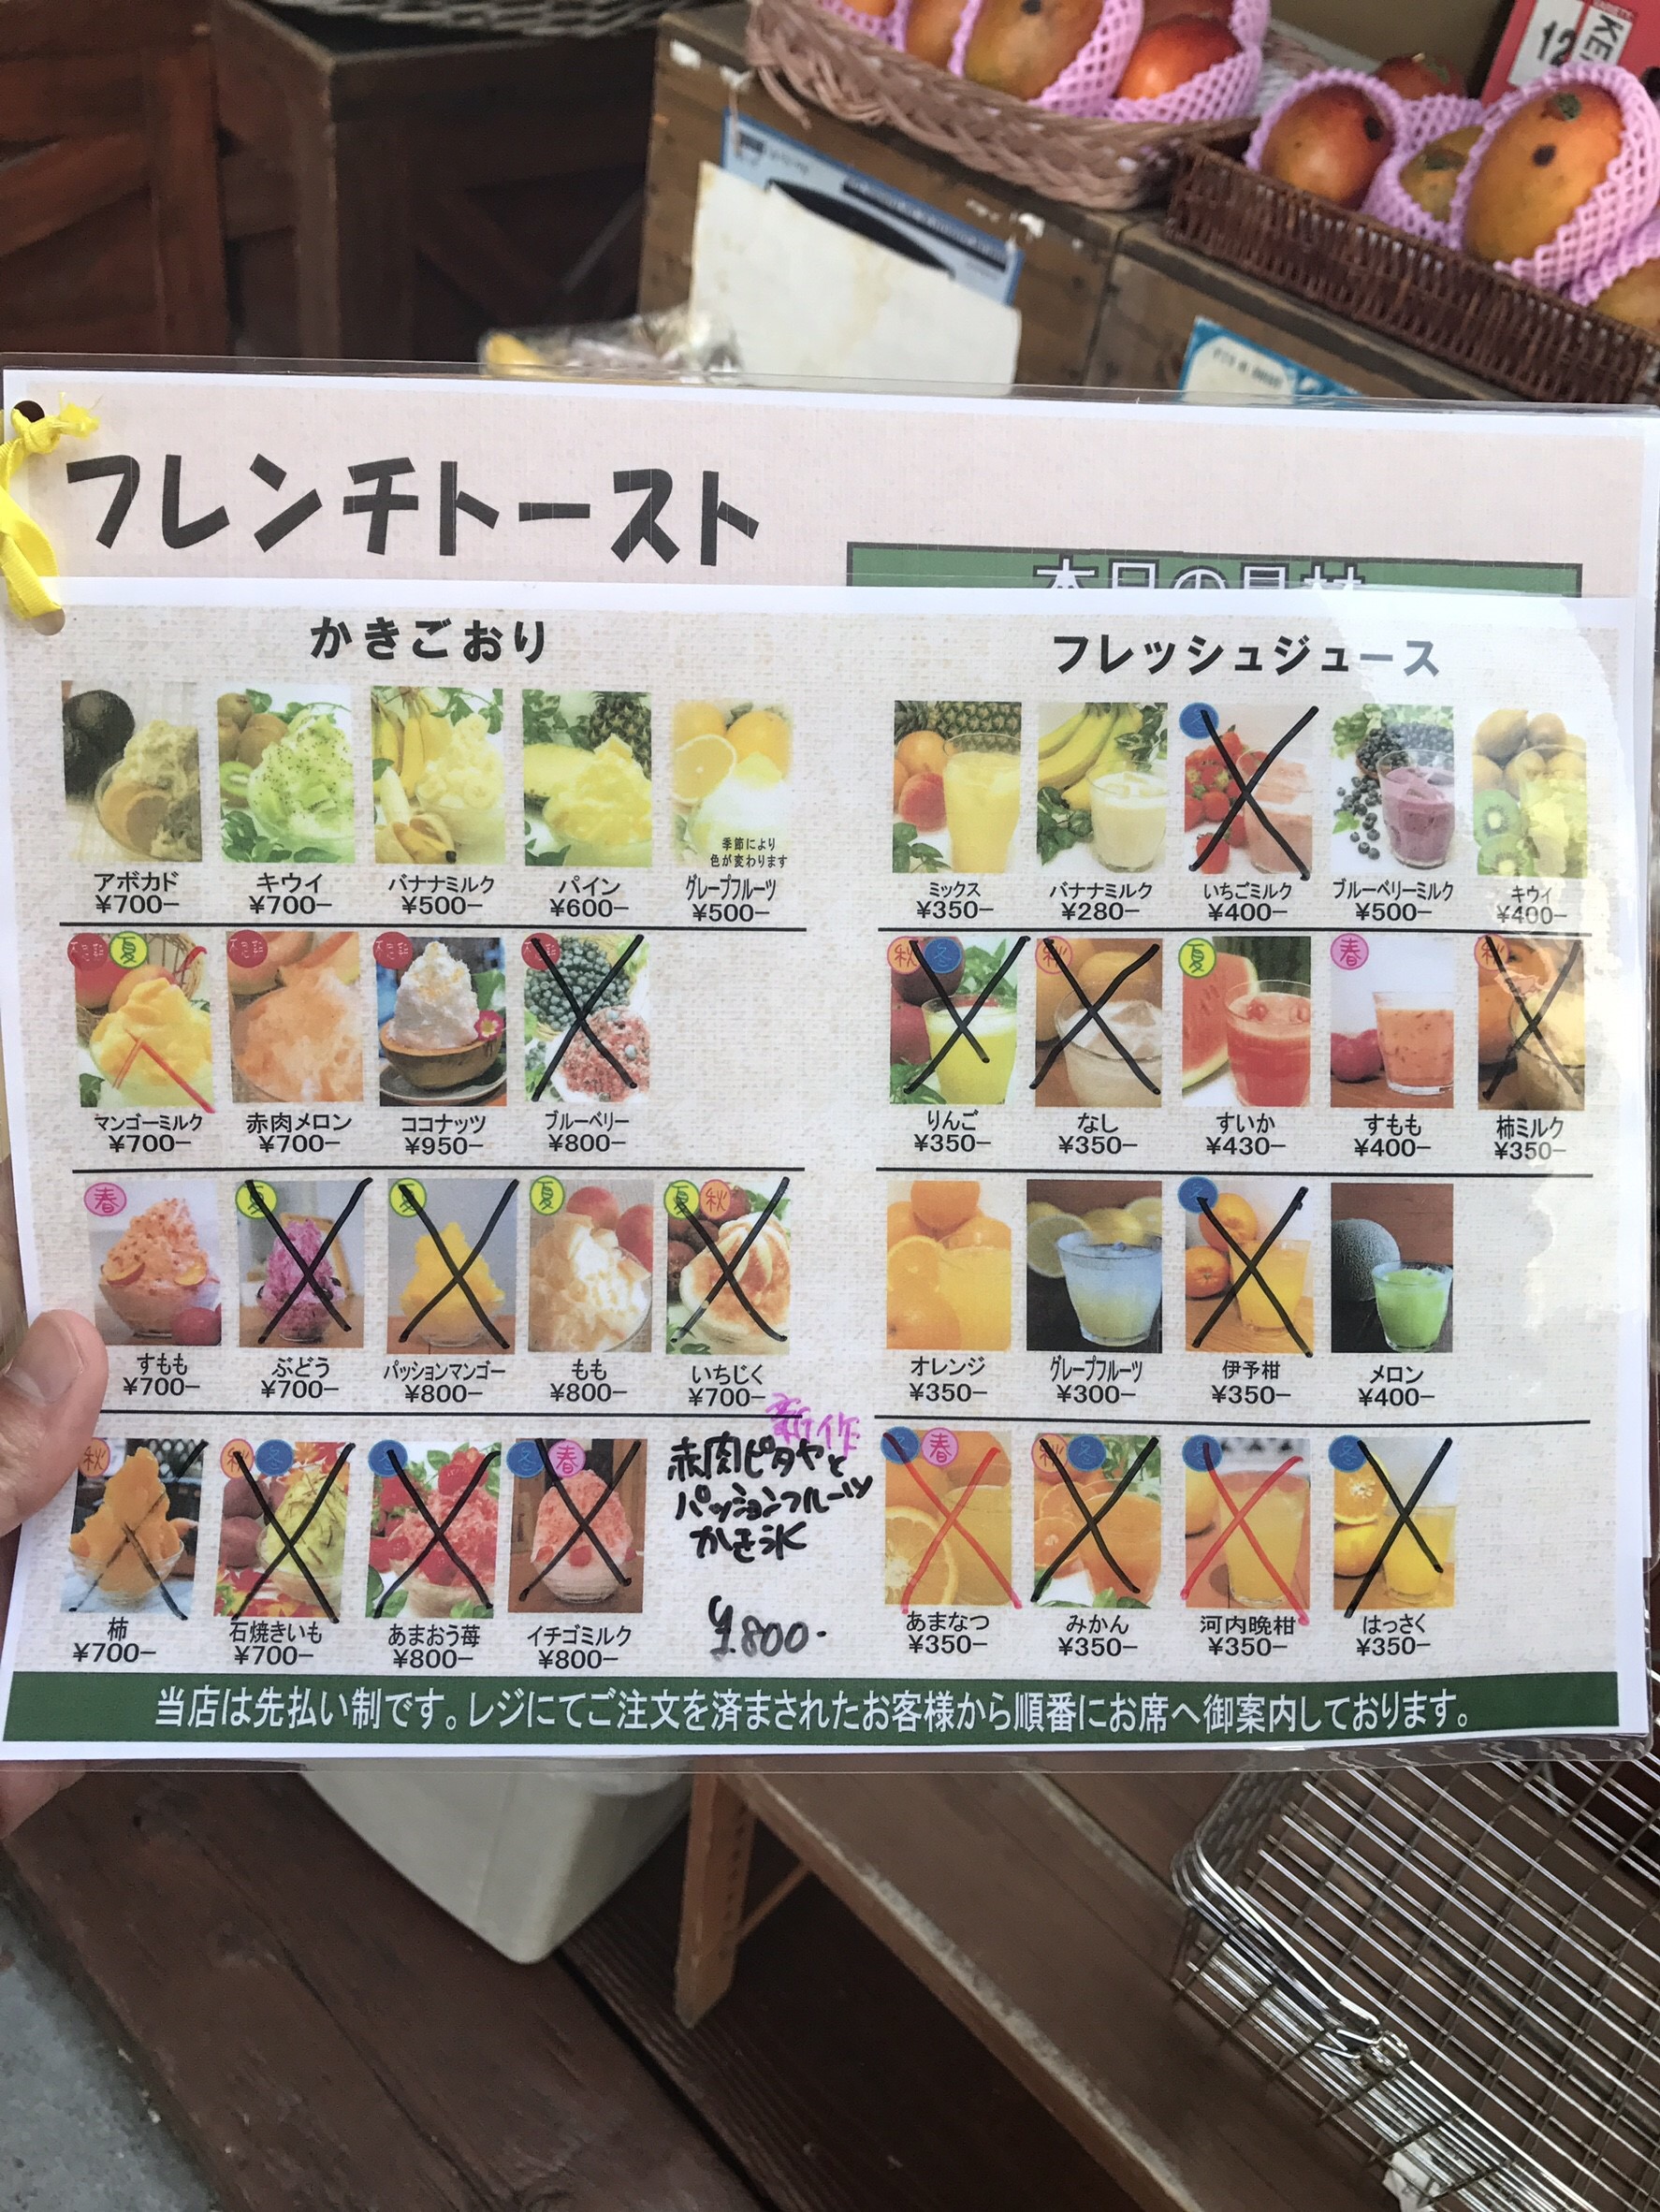 12
KE
フレンチトースト
本日の具材
かきごおり
フレッシュジュース
季節により
色が変わります
アボカド キウイ バナナミルク パイン グレープフルーツ
¥700− ¥700− ¥500− ¥600− ¥500−
冬
ミックス バナナミルク いちごミルク ブルーベリーミルク キウイ
¥350− ¥280− ¥400− ¥500− ¥400−
夏
マンゴーミルク 赤肉メロン ココナッツ ブルーベリー
¥700− ¥700− ¥950− ¥800−
秋 冬 秋 夏 春 秋
りんご なし すいか すもも 柿ミルク
¥350− ¥350− ¥430− ¥400− ¥350−
春 夏 夏 夏 夏 秋
すもも ぶどう パッションマンゴー もも いちじく
¥700− ¥700− ¥800− ¥800− ¥700−
冬
オレンジ グレープフルーツ 伊予柑 メロン
¥350− ¥300− ¥350− ¥400−
秋 秋 冬 冬 冬 春
柿 石焼きいも あまおう苺 イチゴミルク
¥700− ¥700− ¥800− ¥800−
新作
赤肉ピタヤと
パッションフルーツ
かき氷
¥800-
冬 春 秋 冬 冬 冬
あまなつ みかん 河内晩柑 はっさく
¥350− ¥350− ¥350− ¥350−
当店は先払い制です。レジにてご注文を済まされたお客様から順番にお席へ御案内しております。